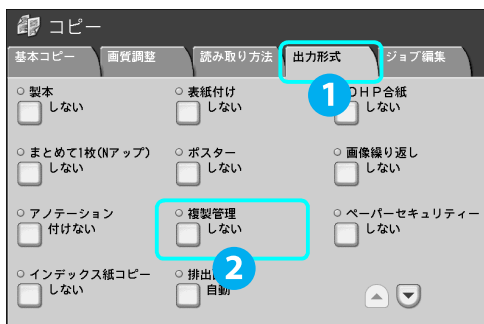 コピー
基本コピー 画質調整 読み取り方法 出力形式 ジョブ編集
1
製本 表紙付け OHP合紙
しない しない しない
まとめて1枚(Nアップ) ポスター 画像繰り返し
しない しない しない
アノテーション 複製管理 ペーパーセキュリティー
付けない しない しない
2
インデックス紙コピー 排出
しない 自動